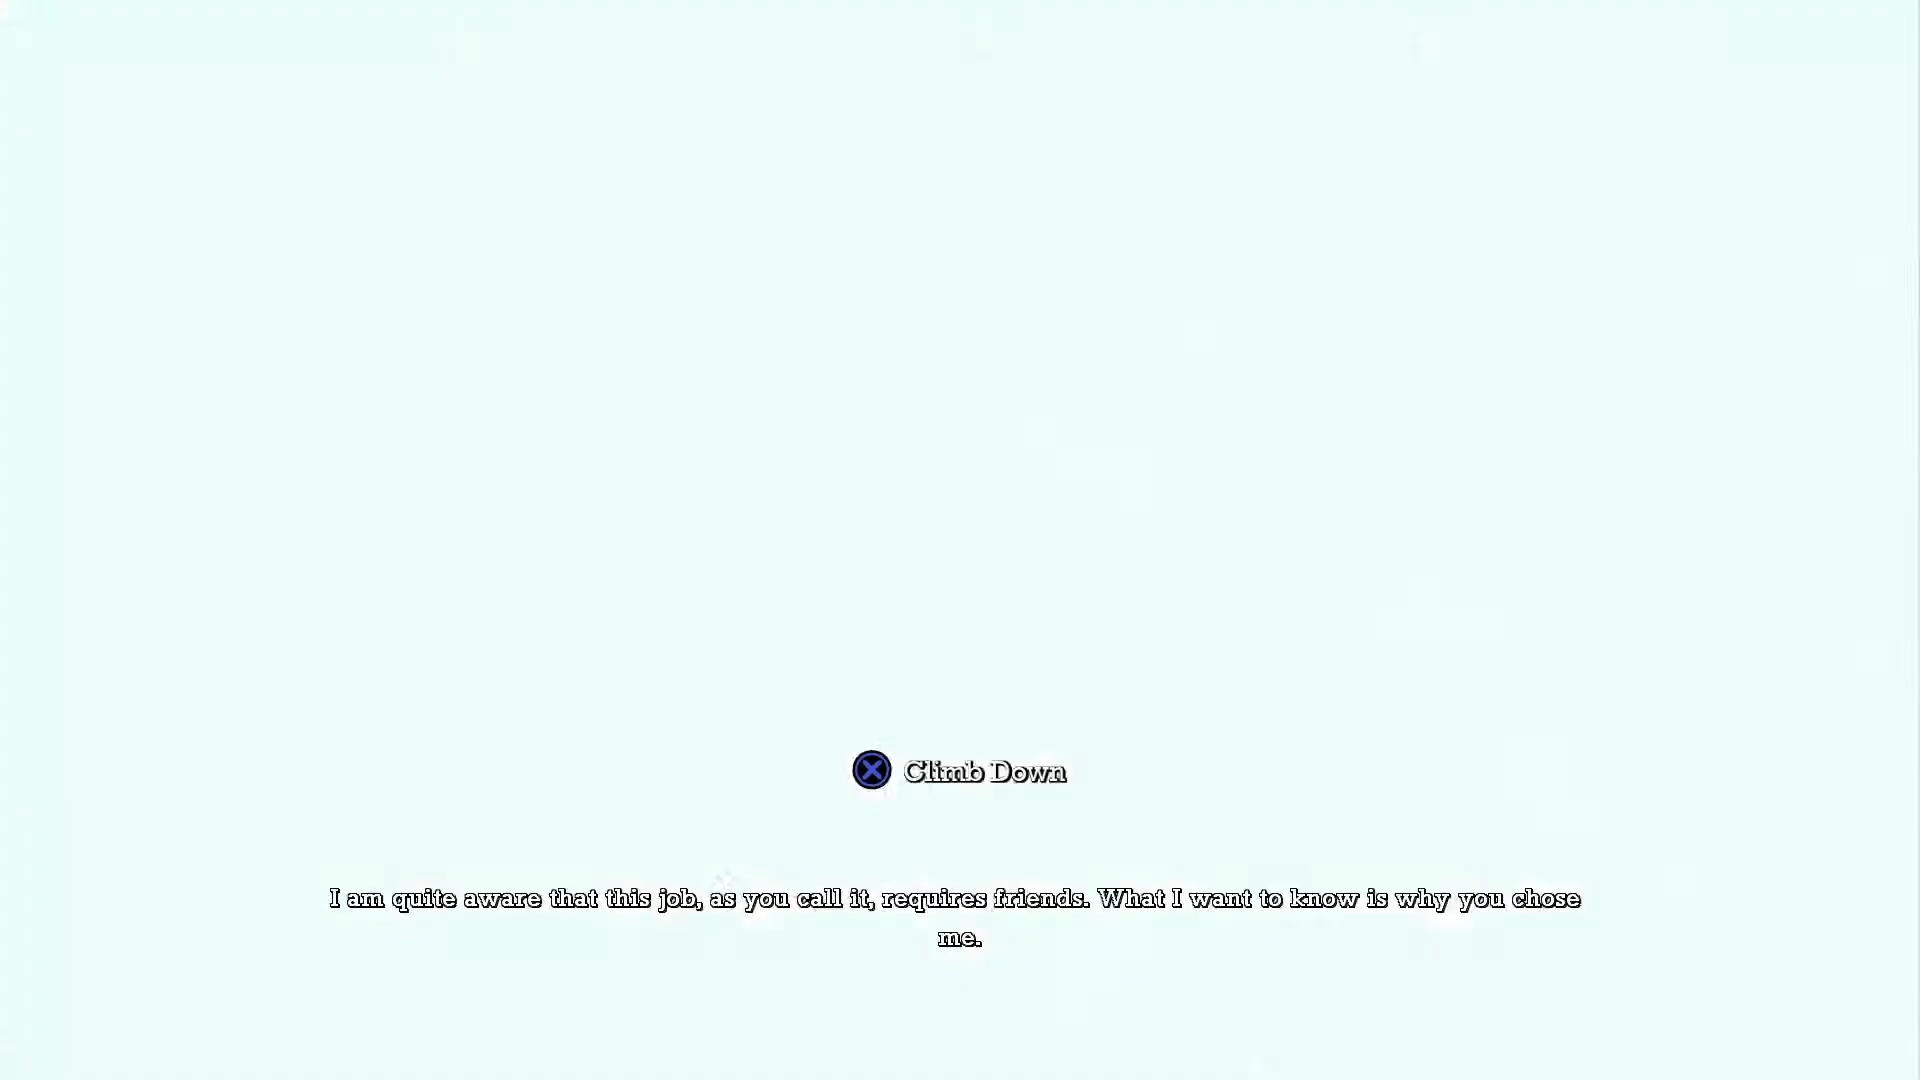 Climb Down
I am quite aware that this job, as you call it, requires friends. What I want to know is why you chose
me.